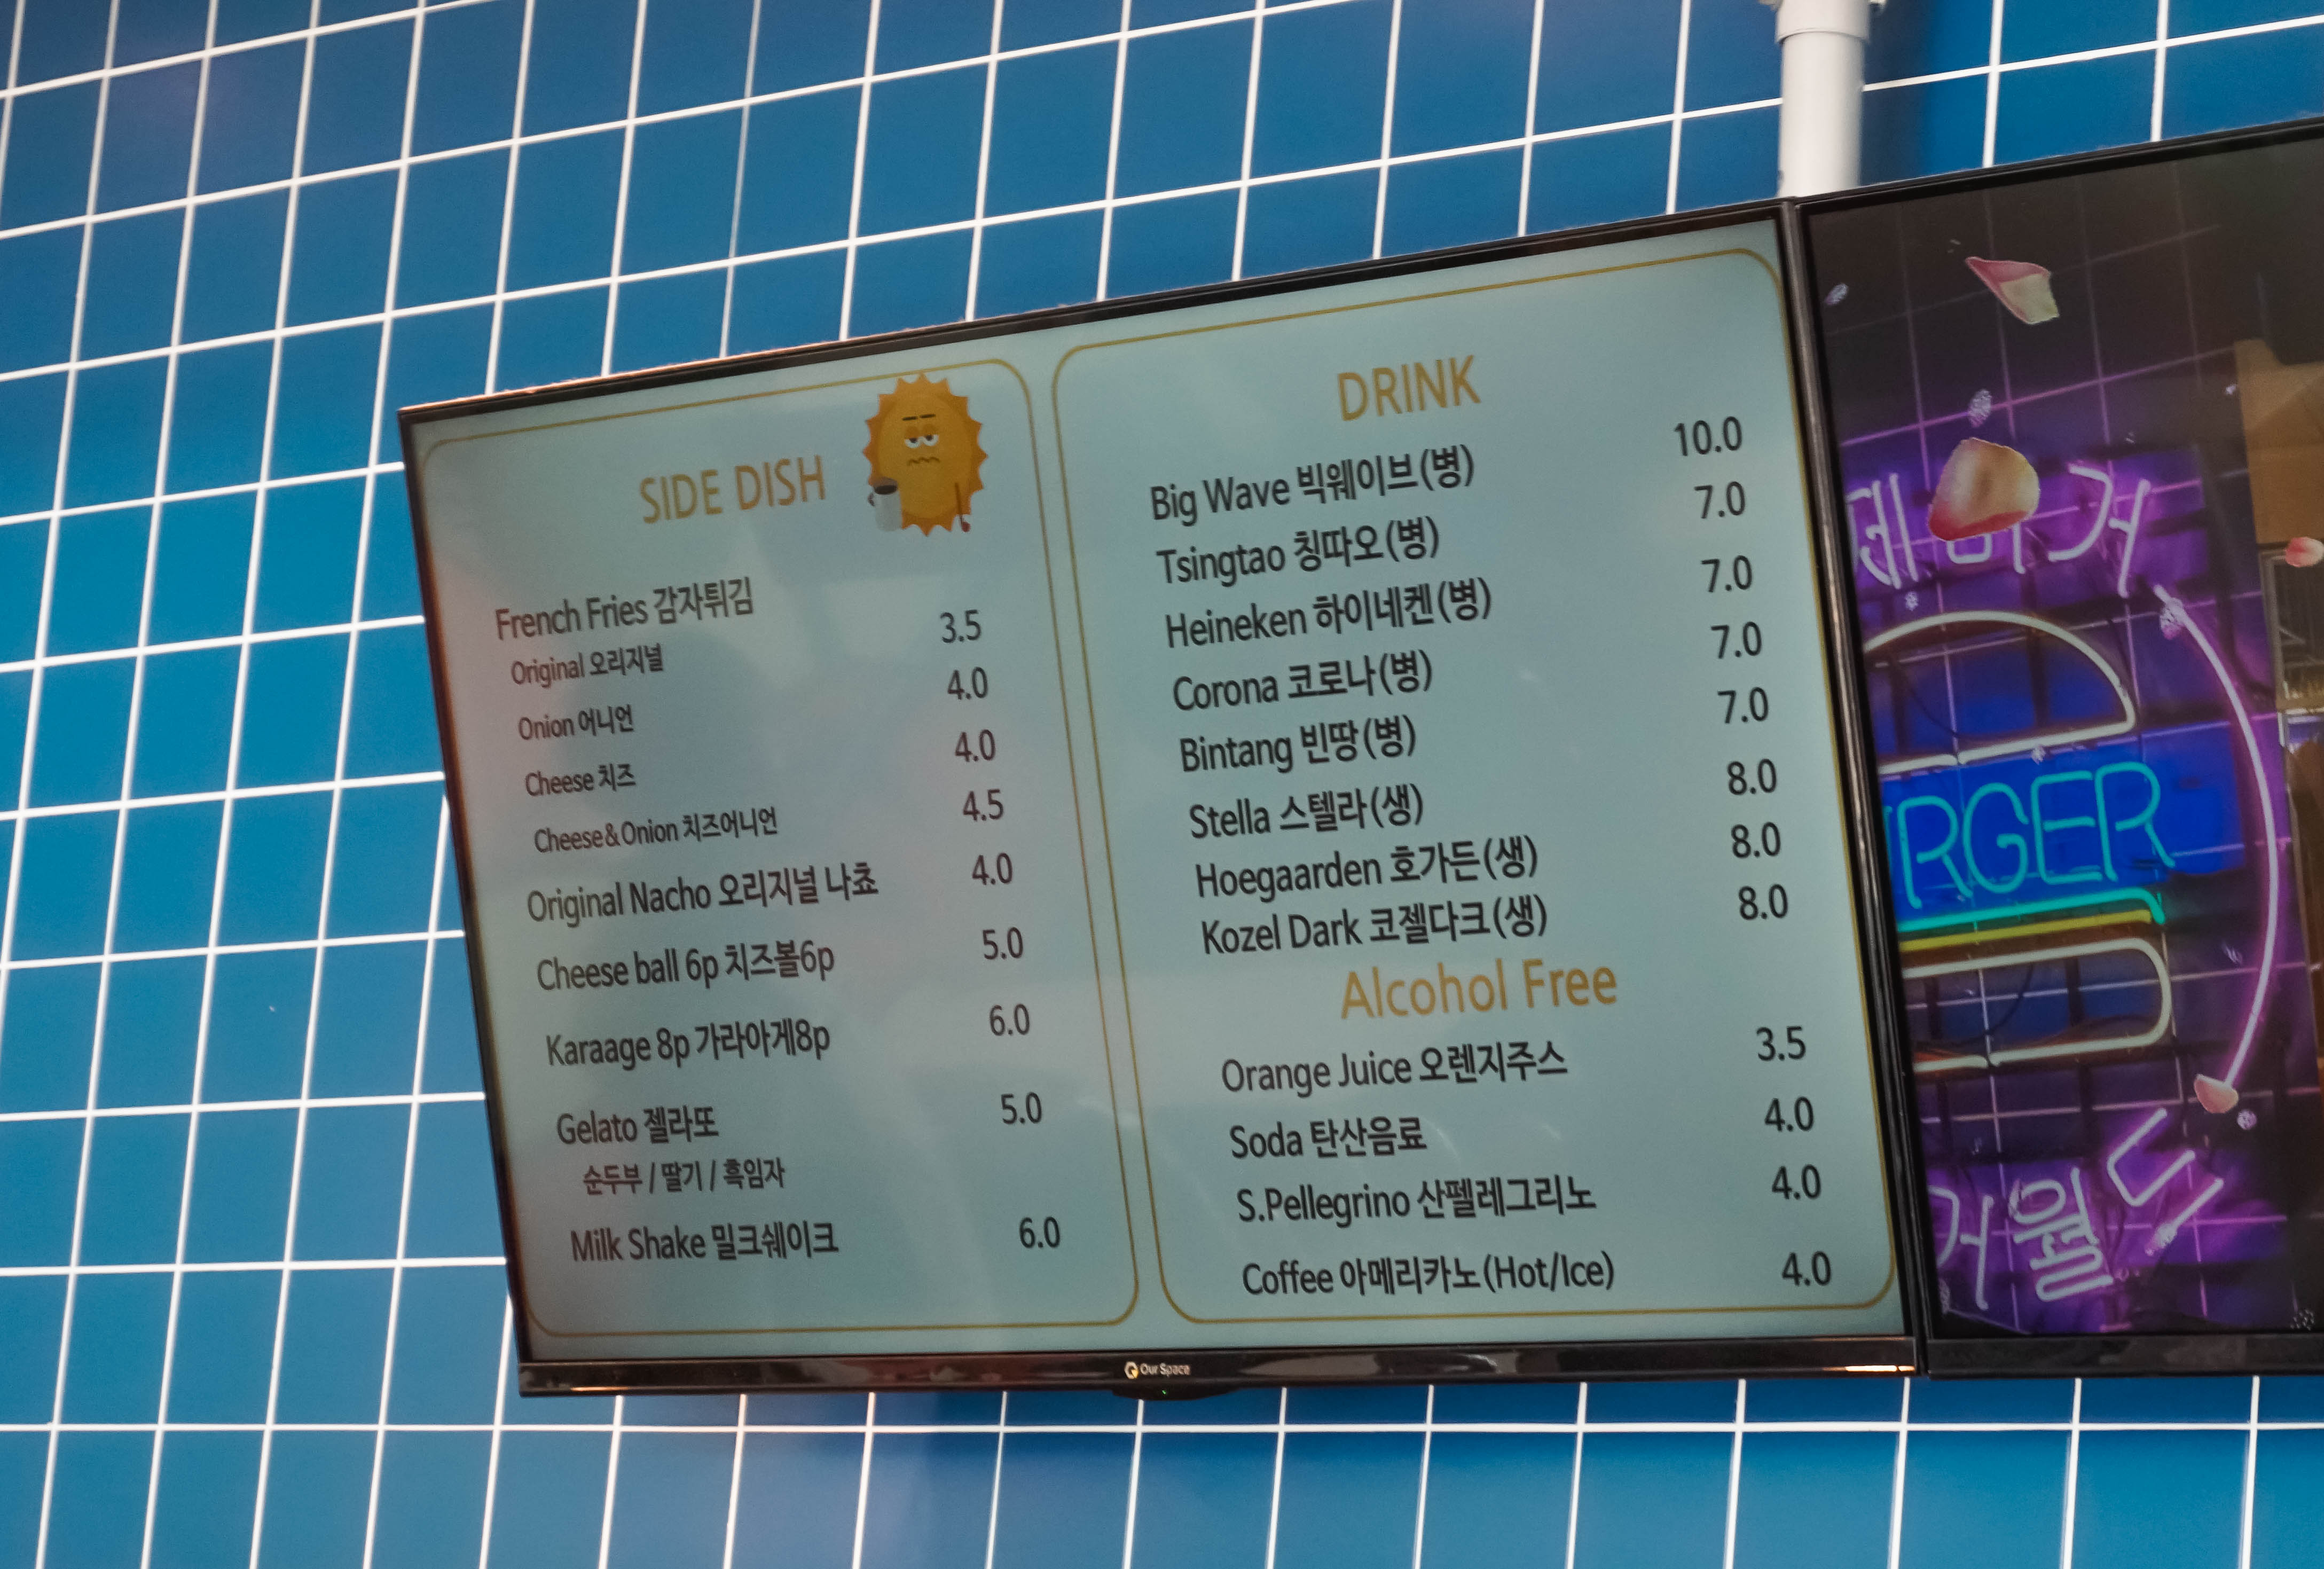 SIDE DISH
French Fries 감자튀김
Original 오리지널 3.5
Onion 어니언 4.0
Cheese 치즈 4.0
Cheese&Onion 치즈어니언 4.5
Original Nacho 오리지널 나쵸 4.0
Cheese ball 6p 치즈볼6p 5.0
Karaage 8p 가라아게8p 6.0
Gelato 젤라또 5.0
순두부 / 딸기 / 흑임자
Milk Shake 밀크쉐이크 6.0
DRINK
Big Wave 빅웨이브(병) 10.0
Tsingtao 칭따오(병) 7.0
Heineken 하이네켄(병) 7.0
Corona 코로나(병) 7.0
Bintang 빈땅(병) 7.0
Stella 스텔라(생) 8.0
Hoegaarden 호가든(생) 8.0
Kozel Dark 코젤다크(생) 8.0
Alcohol Free
Orange Juice 오렌지주스 3.5
Soda 탄산음료 4.0
S.Pellegrino 산펠레그리노 4.0
Coffee 아메리카노(Hot/Ice) 4.0
Our Space
RGER
거월드